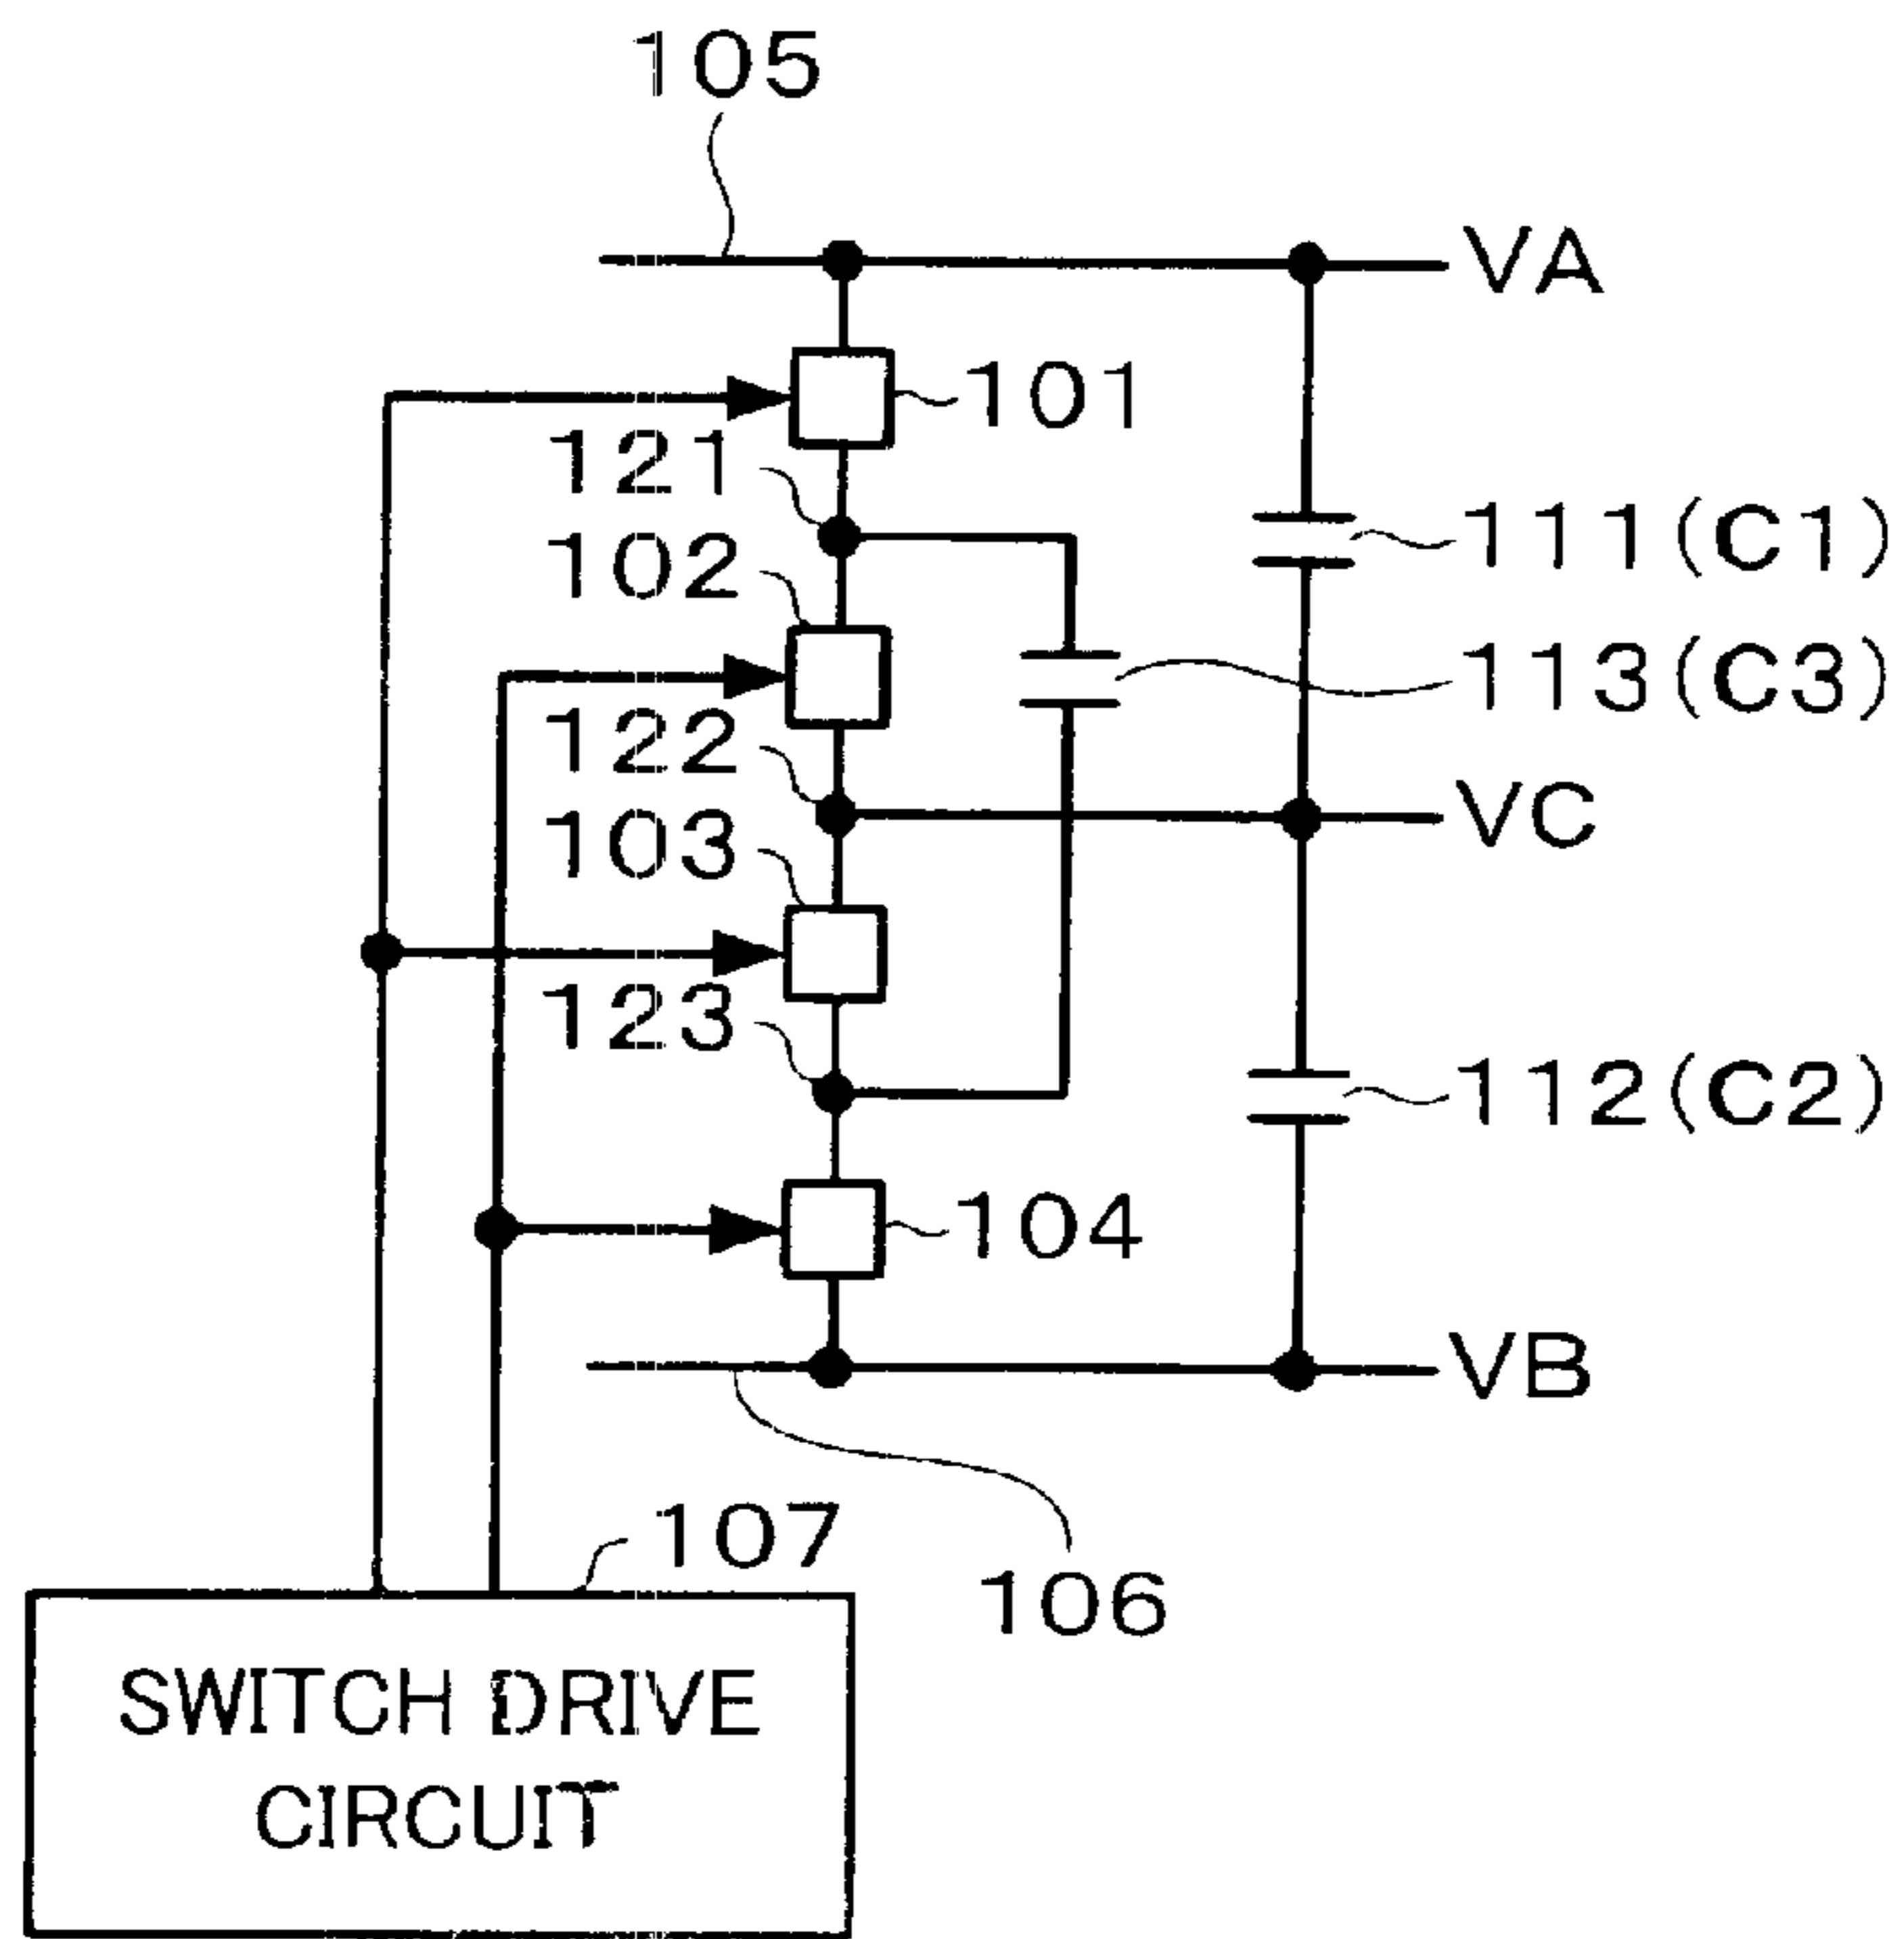 105
VA
101
121
111(C1)
102
113(C3)
122
VC
103
123
112(C2)
104
VB
107
106
SWITCH DRIVE
CIRCUIT